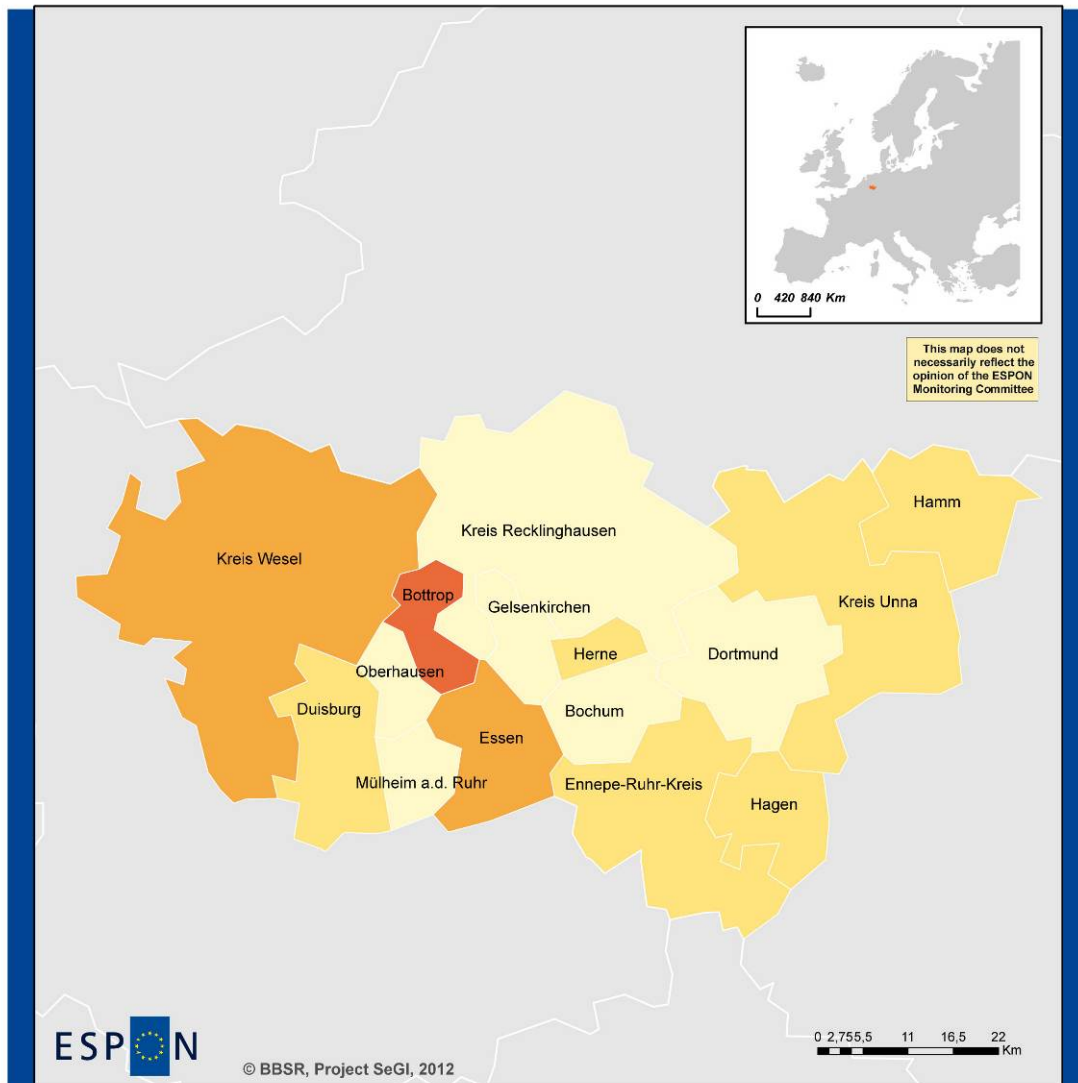 0 420 840 Km
This map does not
necessarily reflect the
opinion of the ESPON
Monitoring Committee
Hamm
Kreis Recklinghausen
Kreis Wesel
Bottrop
Gelsenkirchen
Kreis Unna
Herne
Dortmund
Oberhausen
Duisburg
Bochum
Essen
Mülheim a.d. Ruhr
Ennepe-Ruhr-Kreis
Hagen
ESPON
© BBSR, Project SeGI, 2012
0 2,755,5 11 16,5 22
Km